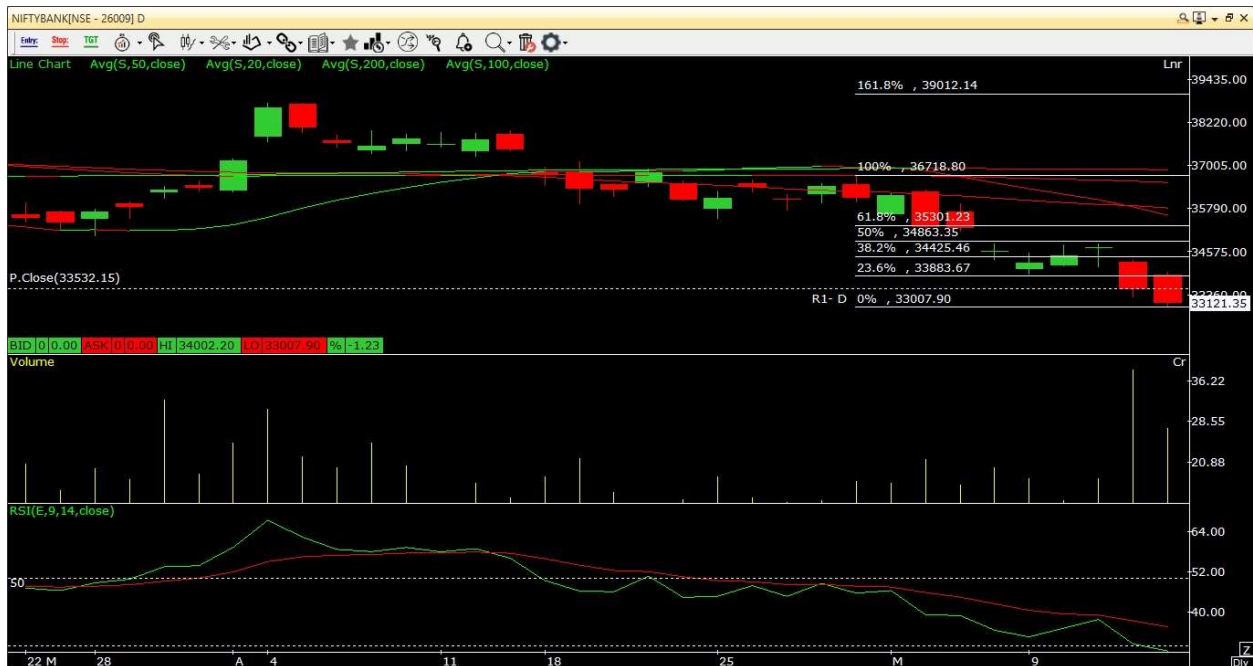 NIFTYBANK[NSE - 26009] D
Entry: Stop: TGT
Line Chart Avg(S,50,close) Avg(S,20,close) Avg(S,200,close) Avg(S,100,close) Lnr
161.8% , 39012.14
39435.00
38220.00
37005.00
100% , 36718.80
35790.00
61.8% , 35301.23
50% , 34863.35
34575.00
38.2% , 34425.46
23.6% , 33883.67
P.Close(33532.15)
33360.00
R1- D 0% , 33007.90
33121.35
BID 0 0.00 ASK 0 0.00 HI 34002.20 LO 33007.90 % -1.23
Volume Cr
36.22
28.55
20.88
RSI(E,9,14,close)
64.00
50
52.00
40.00
22 M 28 A 4 11 18 25 M 9
Z
Dly